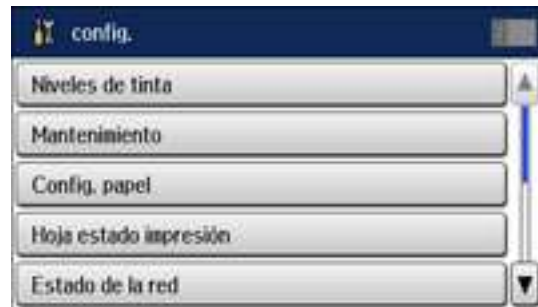 config.
Niveles de tinta
Mantenimiento
Config. papel
Hoja estado impresión
Estado de la red